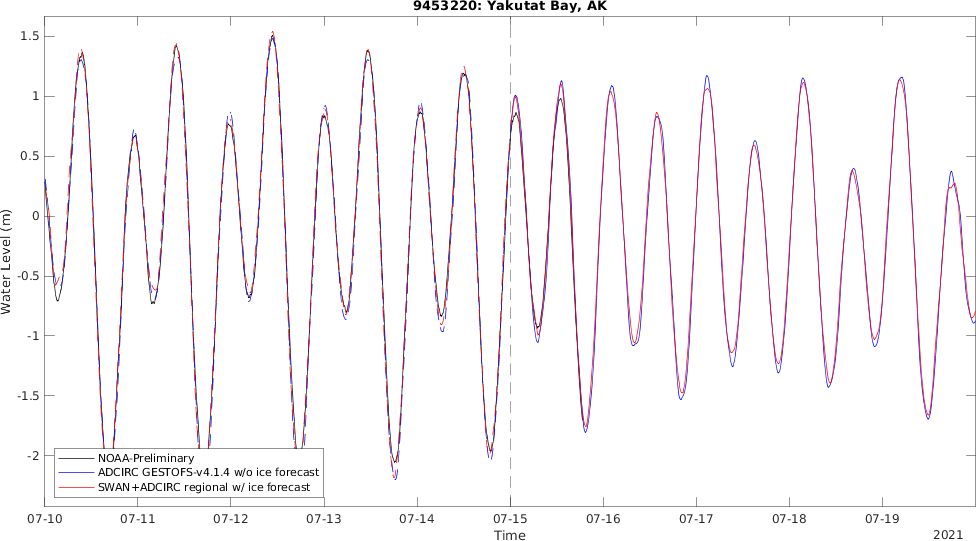 9453220: Yakutat Bay, AK
1.5
1
0.5
0
-0.5
-1
-1.5
-2
Water Level (m)
NOAA-Preliminary
ADCIRC GESTOFS-v4.1.4 w/o ice forecast
SWAN+ADCIRC regional w/ ice forecast
07-10 07-11 07-12 07-13 07-14 07-15 07-16 07-17 07-18 07-19
Time
2021